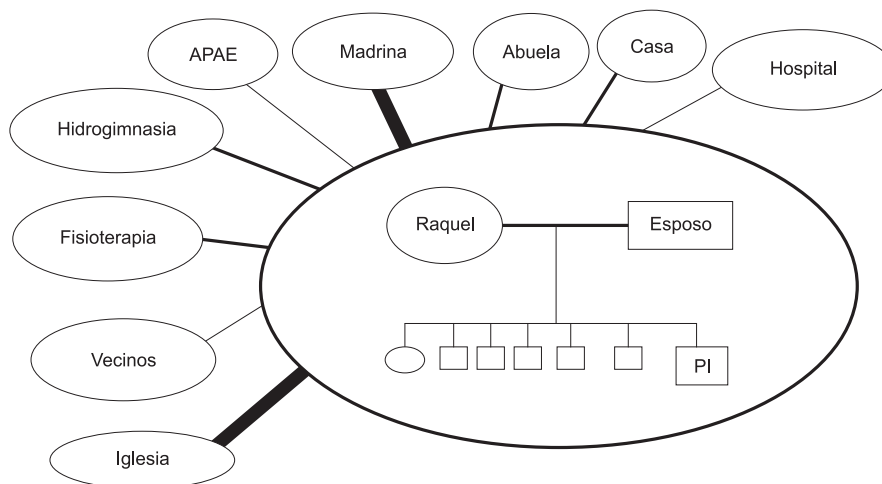 APAE
Madrina
Abuela
Casa
Hospital
Hidrogimnasia
Fisioterapia
Vecinos
Iglesia
Raquel
Esposo
PI